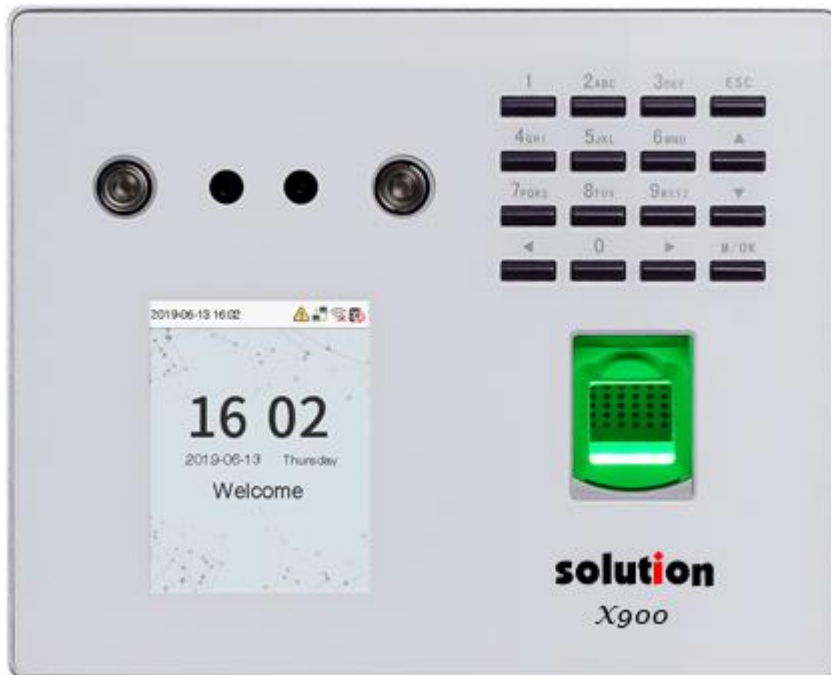 1 2ABC 3DEF ESC
4GHI 5JKL 6MNO ▲
7PQRS 8TUV 9WXYZ ▼
◀ 0 ▶ M/OK
2019-06-13 16:02
16 02
2019-06-13 Thursday
Welcome
solution
X900